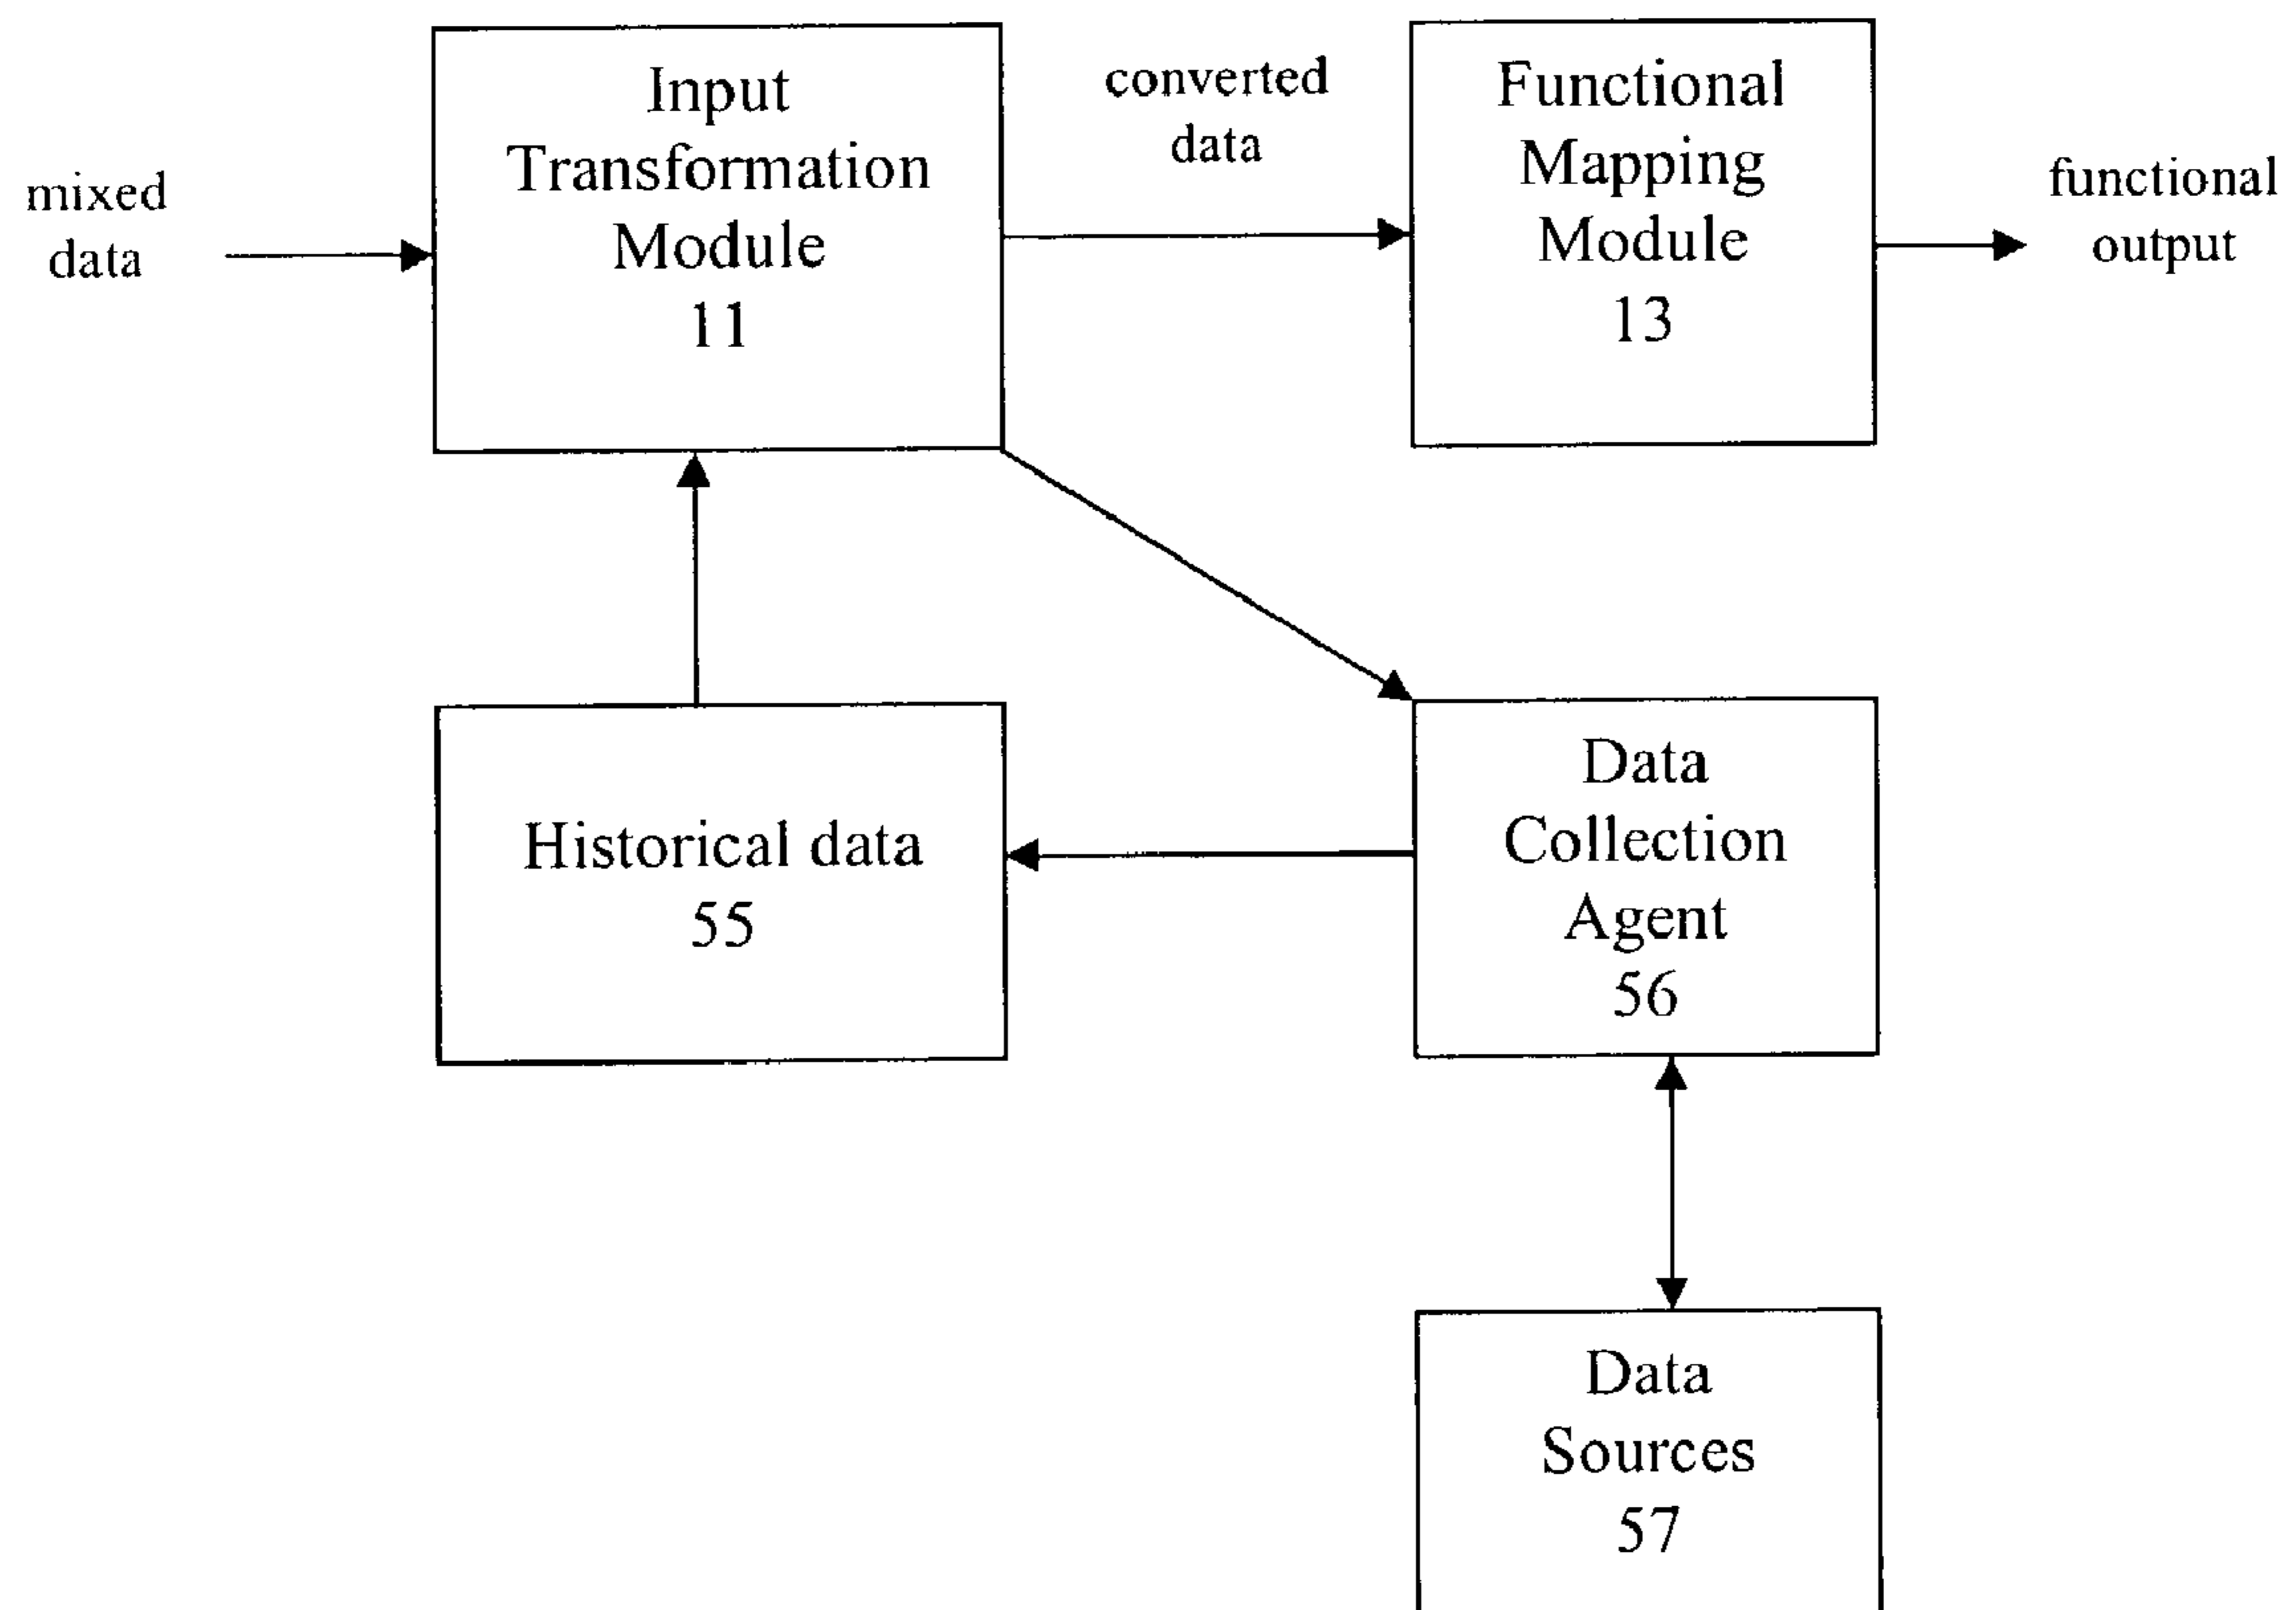 mixed
data
Input
Transformation
Module
11
converted
data
Functional
Mapping
Module
13
functional
output
Historical data
55
Data
Collection
Agent
56
Data
Sources
57